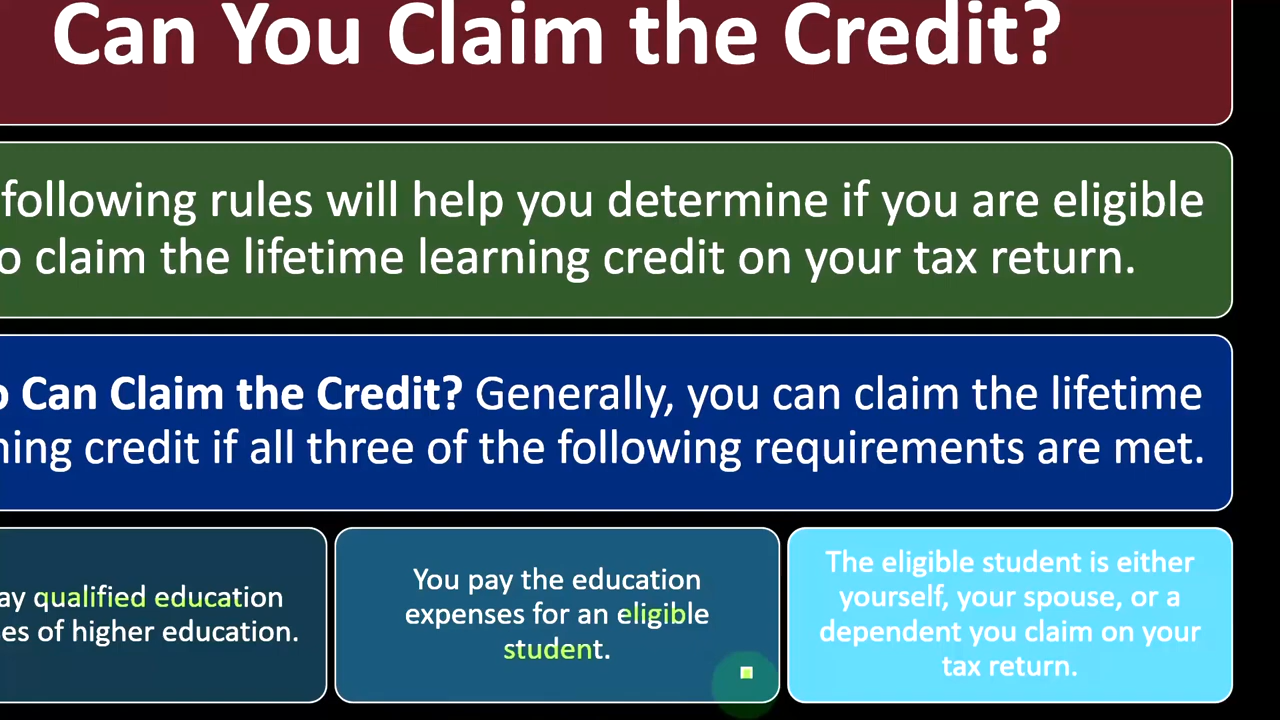 Can You Claim the Credit?
following rules will help you determine if you are eligible
claim the lifetime learning credit on your tax return.
Can Claim the Credit? Generally, you can claim the lifetime
credit if all three of the following requirements are met.
qualified education
of higher education.
You pay the education
expenses for an eligible
student.
The eligible student is either
yourself, your spouse, or a
dependent you claim on your
tax return.